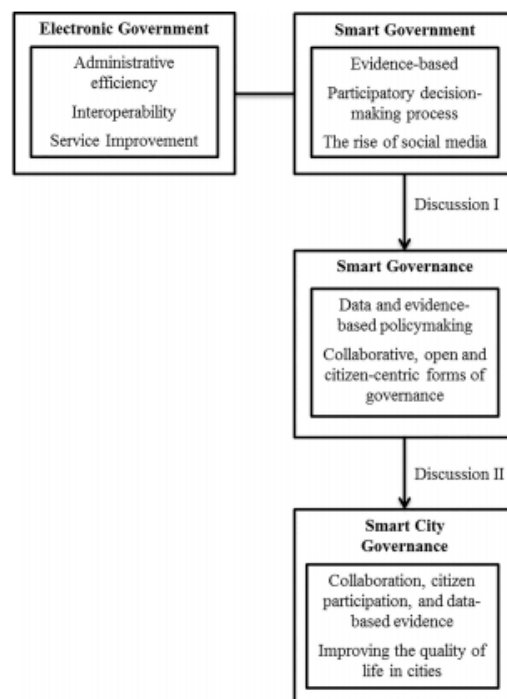 Electronic Government
Administrative
efficiency
Interoperability
Service Improvement
Smart Government
Evidence-based
Participatory decision-
making process
The rise of social media
Discussion I
Smart Governance
Data and evidence-
based policymaking
Collaborative, open and
citizen-centric forms of
governance
Discussion II
Smart City
Governance
Collaboration, citizen
participation, and data-
based evidence
Improving the quality of
life in cities